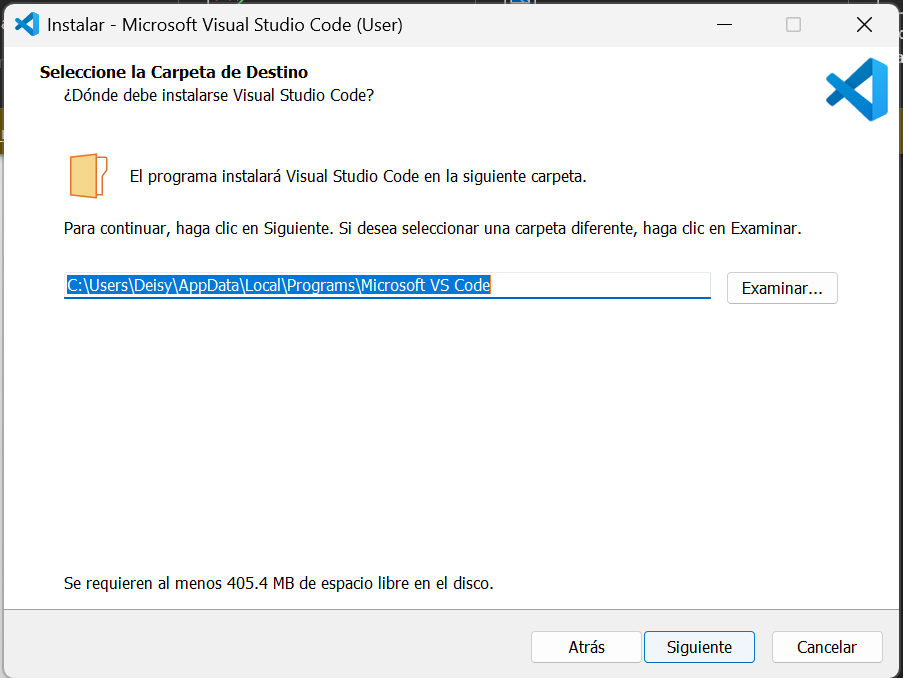 Instalar - Microsoft Visual Studio Code (User)
Seleccione la Carpeta de Destino
¿Dónde debe instalarse Visual Studio Code?
El programa instalará Visual Studio Code en la siguiente carpeta.
Para continuar, haga clic en Siguiente. Si desea seleccionar una carpeta diferente, haga clic en Examinar.
C:\Users\Deisy\AppData\Local\Programs\Microsoft VS Code
Examinar...
Se requieren al menos 405.4 MB de espacio libre en el disco.
Atrás
Siguiente
Cancelar